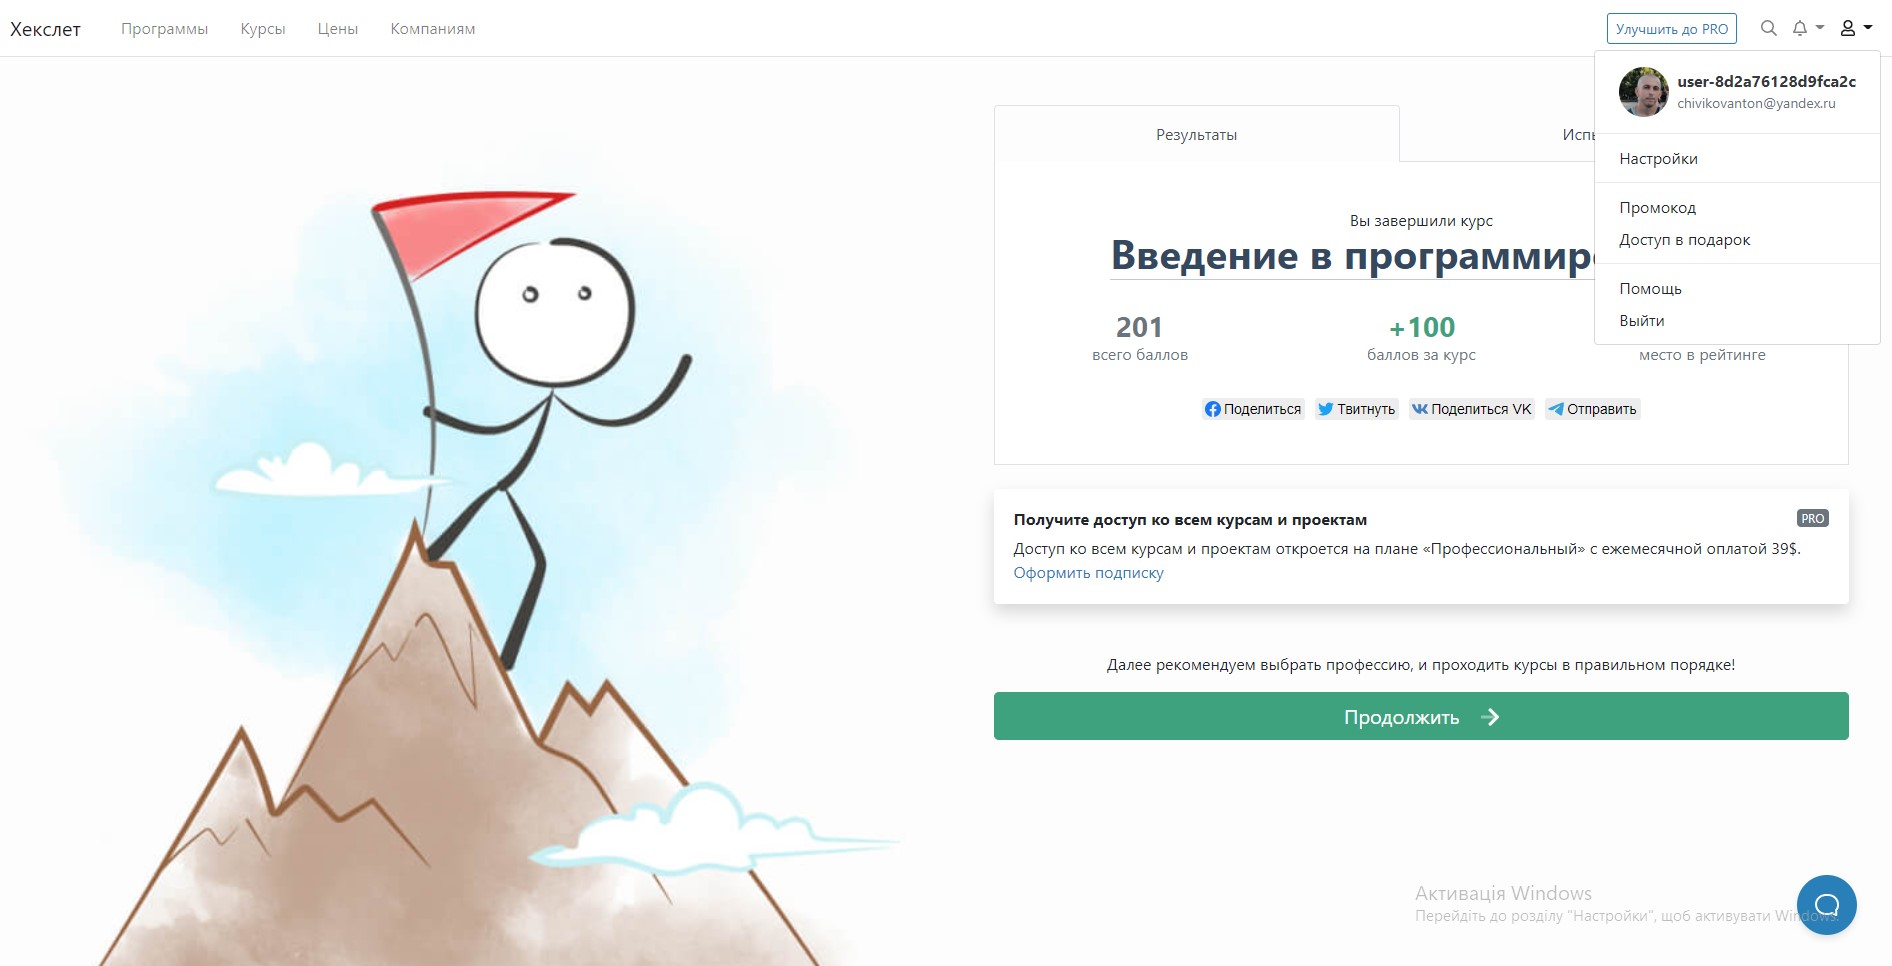 Хекслет Программы Курсы Цены Компаниям Улучшить до PRO
user-8d2a76128d9fca2c
chivikovanton@yandex.ru
Настройки
Промокод
Доступ в подарок
Помощь
Выйти
Результаты
Вы завершили курс
Введение в
201 +100
всего баллов баллов за курс место в рейтинге
Поделиться Твитнуть Поделиться VK Отправить
Получите доступ ко всем курсам и проектам PRO
Доступ ко всем курсам и проектам откроется на плане «Профессиональный» с ежемесячной оплатой 39$.
Оформить подписку
Далее рекомендуем выбрать профессию, и проходить курсы в правильном порядке!
Продолжить
Активація Windows
Перейдіть до розділу "Настройки", щоб активувати Windows.